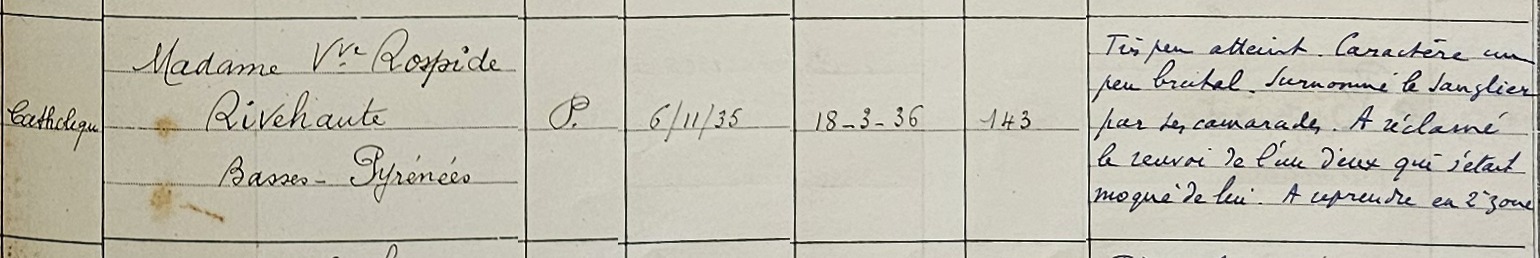 Catholique
Madame Vve Rospide
Rivehaute
Basses-Pyrénées
P.
6/11/35
18-3-36
143
Très peu atteint. Caractère un
peu brutal. Surnommé le Sanglier
par ses camarades. A réclamé
le renvoi de l'un d'eux qui s'était
moqué de lui. A reprendre en 2e zone